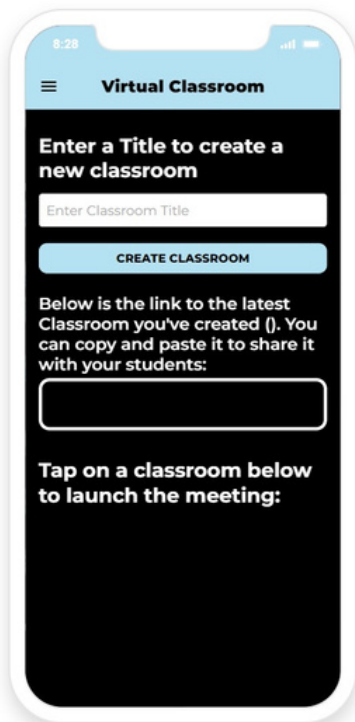 8:28
Virtual Classroom
Enter a Title to create a
new classroom
Enter Classroom Title
CREATE CLASSROOM
Below is the link to the latest
Classroom you've created (). You
can copy and paste it to share it
with your students:
Tap on a classroom below
to launch the meeting: